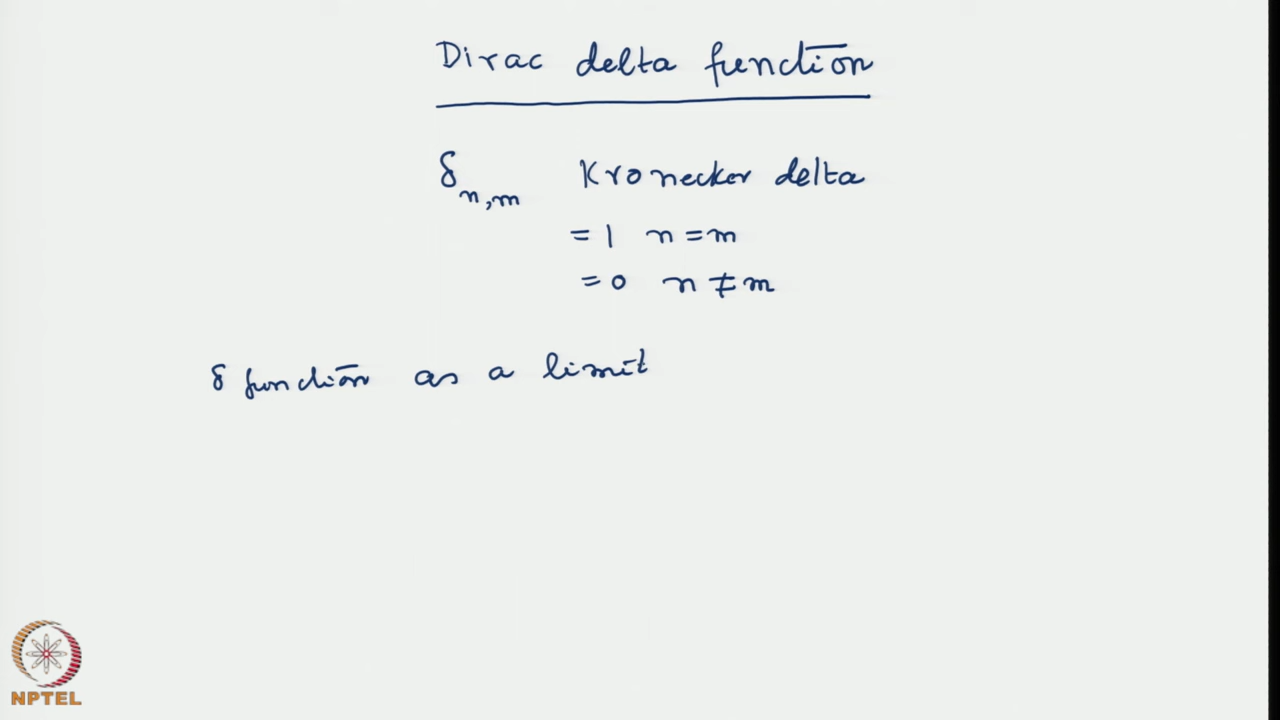 Dirac delta function
δn,m Kronecker delta
= 1 n = m
= 0 n ≠ m
δ function as a limit
NPTEL